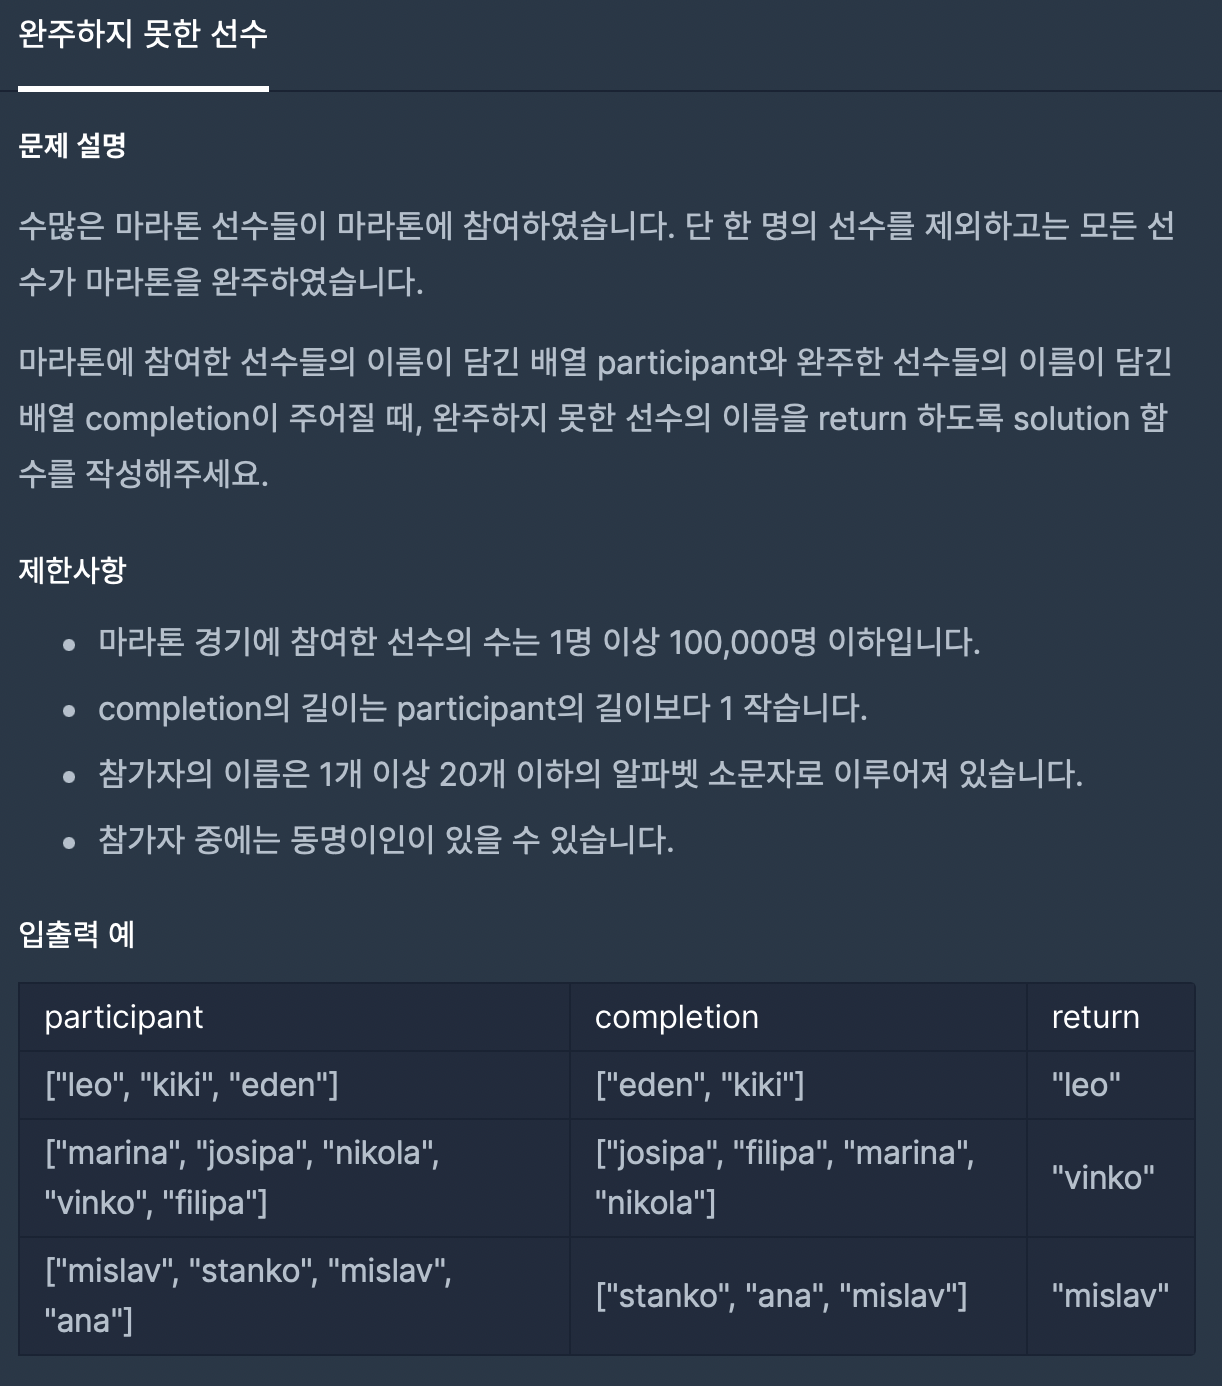 완주하지 못한 선수
문제 설명
수많은 마라톤 선수들이 마라톤에 참여하였습니다. 단 한 명의 선수를 제외하고는 모든 선
수가 마라톤을 완주하였습니다.
마라톤에 참여한 선수들의 이름이 담긴 배열 participant와 완주한 선수들의 이름이 담긴
배열 completion이 주어질 때, 완주하지 못한 선수의 이름을 return 하도록 solution 함
수를 작성해주세요.
제한사항
• 마라톤 경기에 참여한 선수의 수는 1명 이상 100,000명 이하입니다.
• completion의 길이는 participant의 길이보다 1 작습니다.
• 참가자의 이름은 1개 이상 20개 이하의 알파벳 소문자로 이루어져 있습니다.
• 참가자 중에는 동명이인이 있을 수 있습니다.
입출력 예
participant completion return
["leo", "kiki", "eden"] ["eden", "kiki"] "leo"
["marina", "josipa", "nikola",
"vinko", "filipa"]
["josipa", "filipa", "marina",
"nikola"]
"vinko"
["mislav", "stanko", "mislav",
"ana"]
["stanko", "ana", "mislav"]
"mislav"